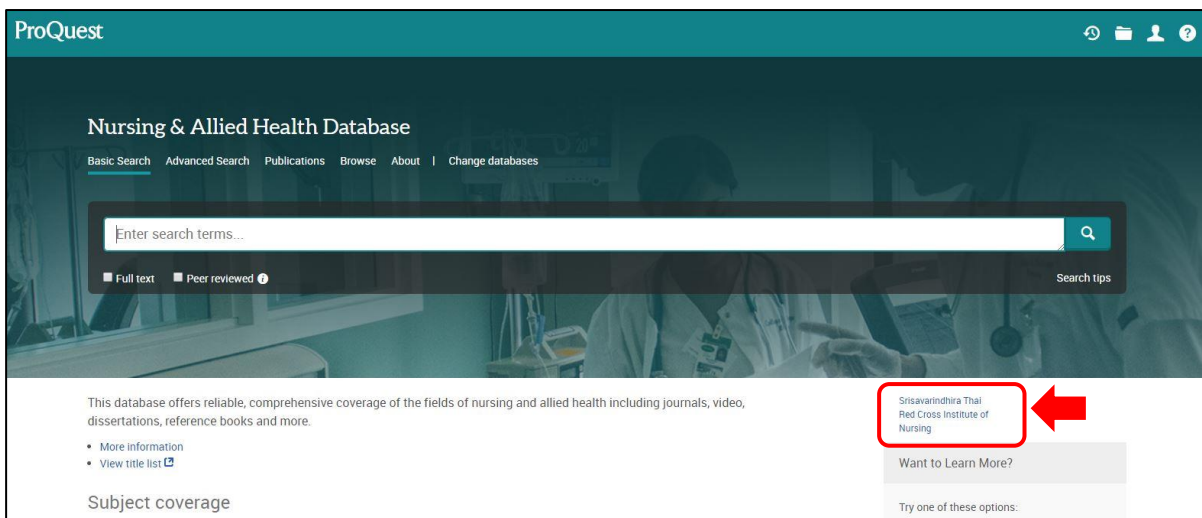 ProQuest
Nursing & Allied Health Database
Basic Search Advanced Search Publications Browse About | Change databases
Enter search terms...
Full text Peer reviewed
Search tips
This database offers reliable, comprehensive coverage of the fields of nursing and allied health including journals, video,
dissertations, reference books and more.
• More information
• View title list
Subject coverage
Srisavarindhira Thai
Red Cross Institute of
Nursing
Want to Learn More?
Try one of these options: